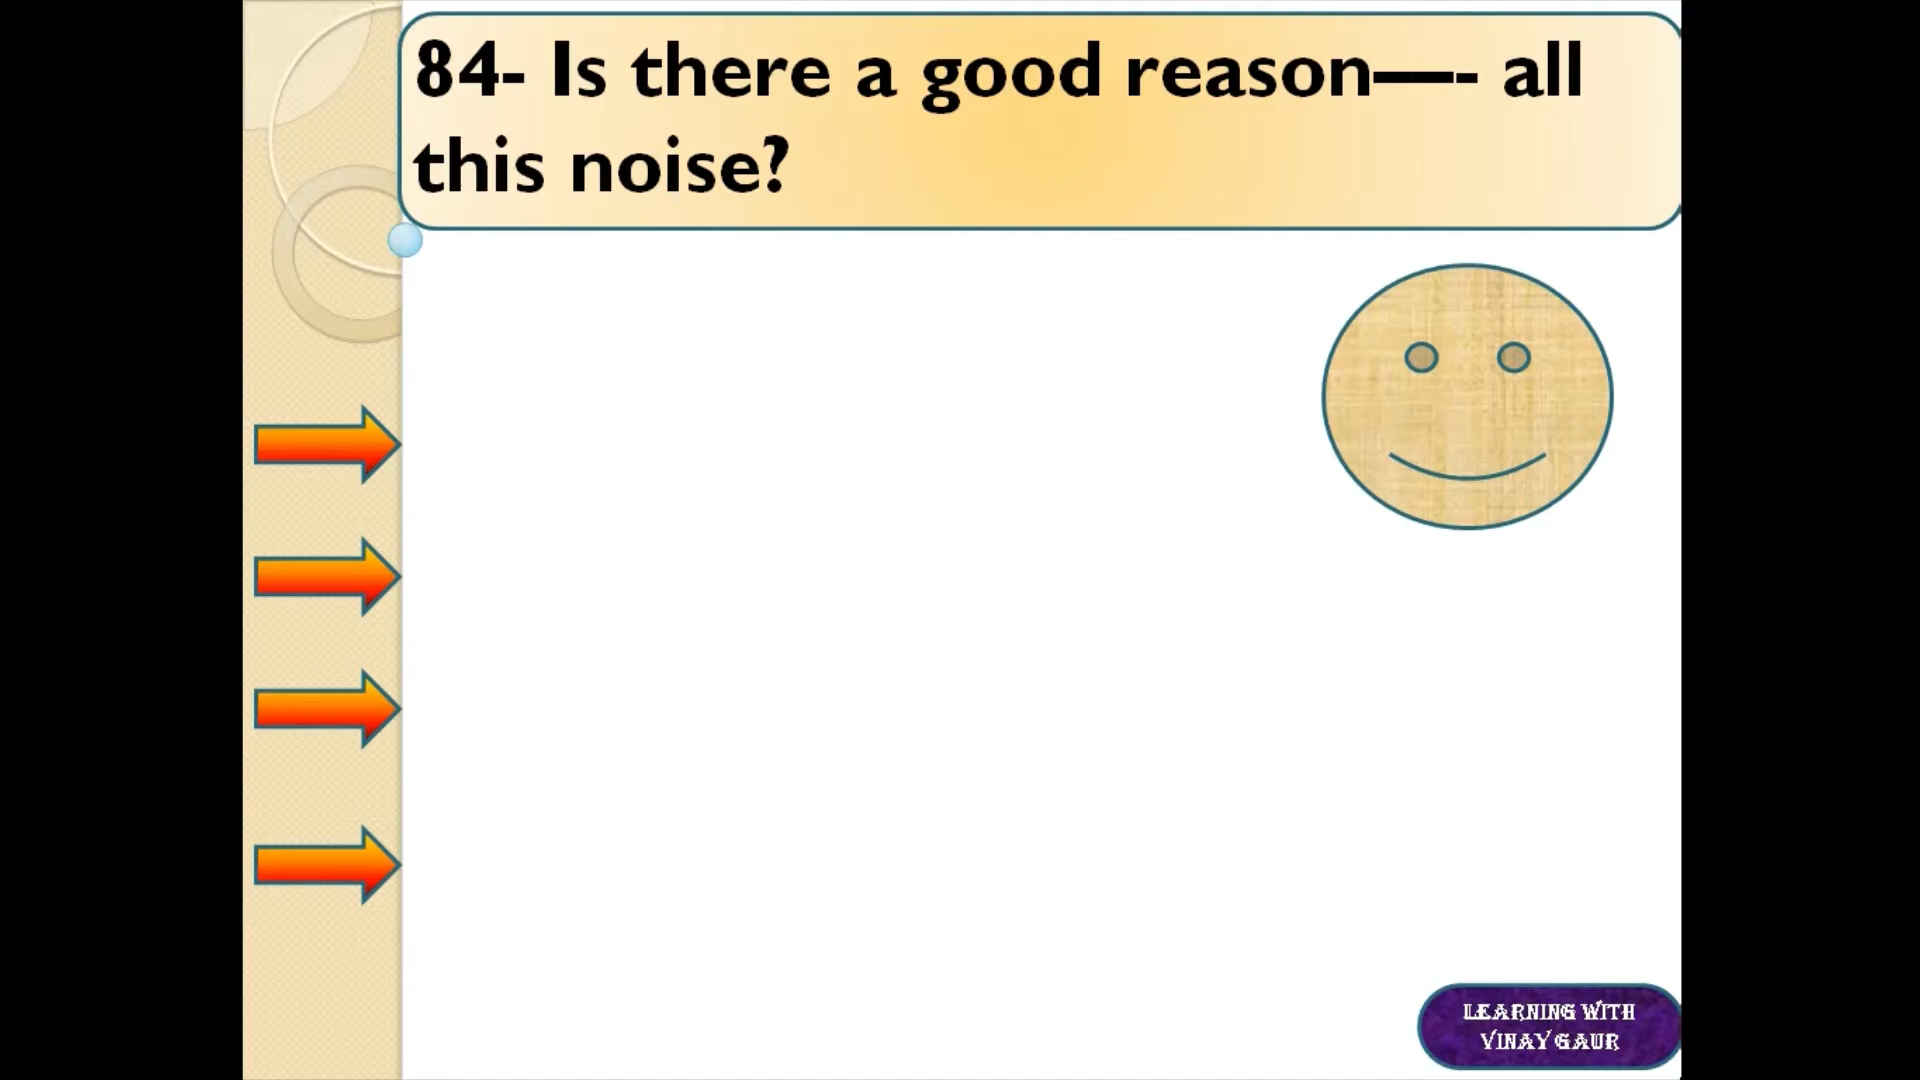 84- Is there a good reason—-- all
this noise?
LEARNING WITH
VINAY GAUR